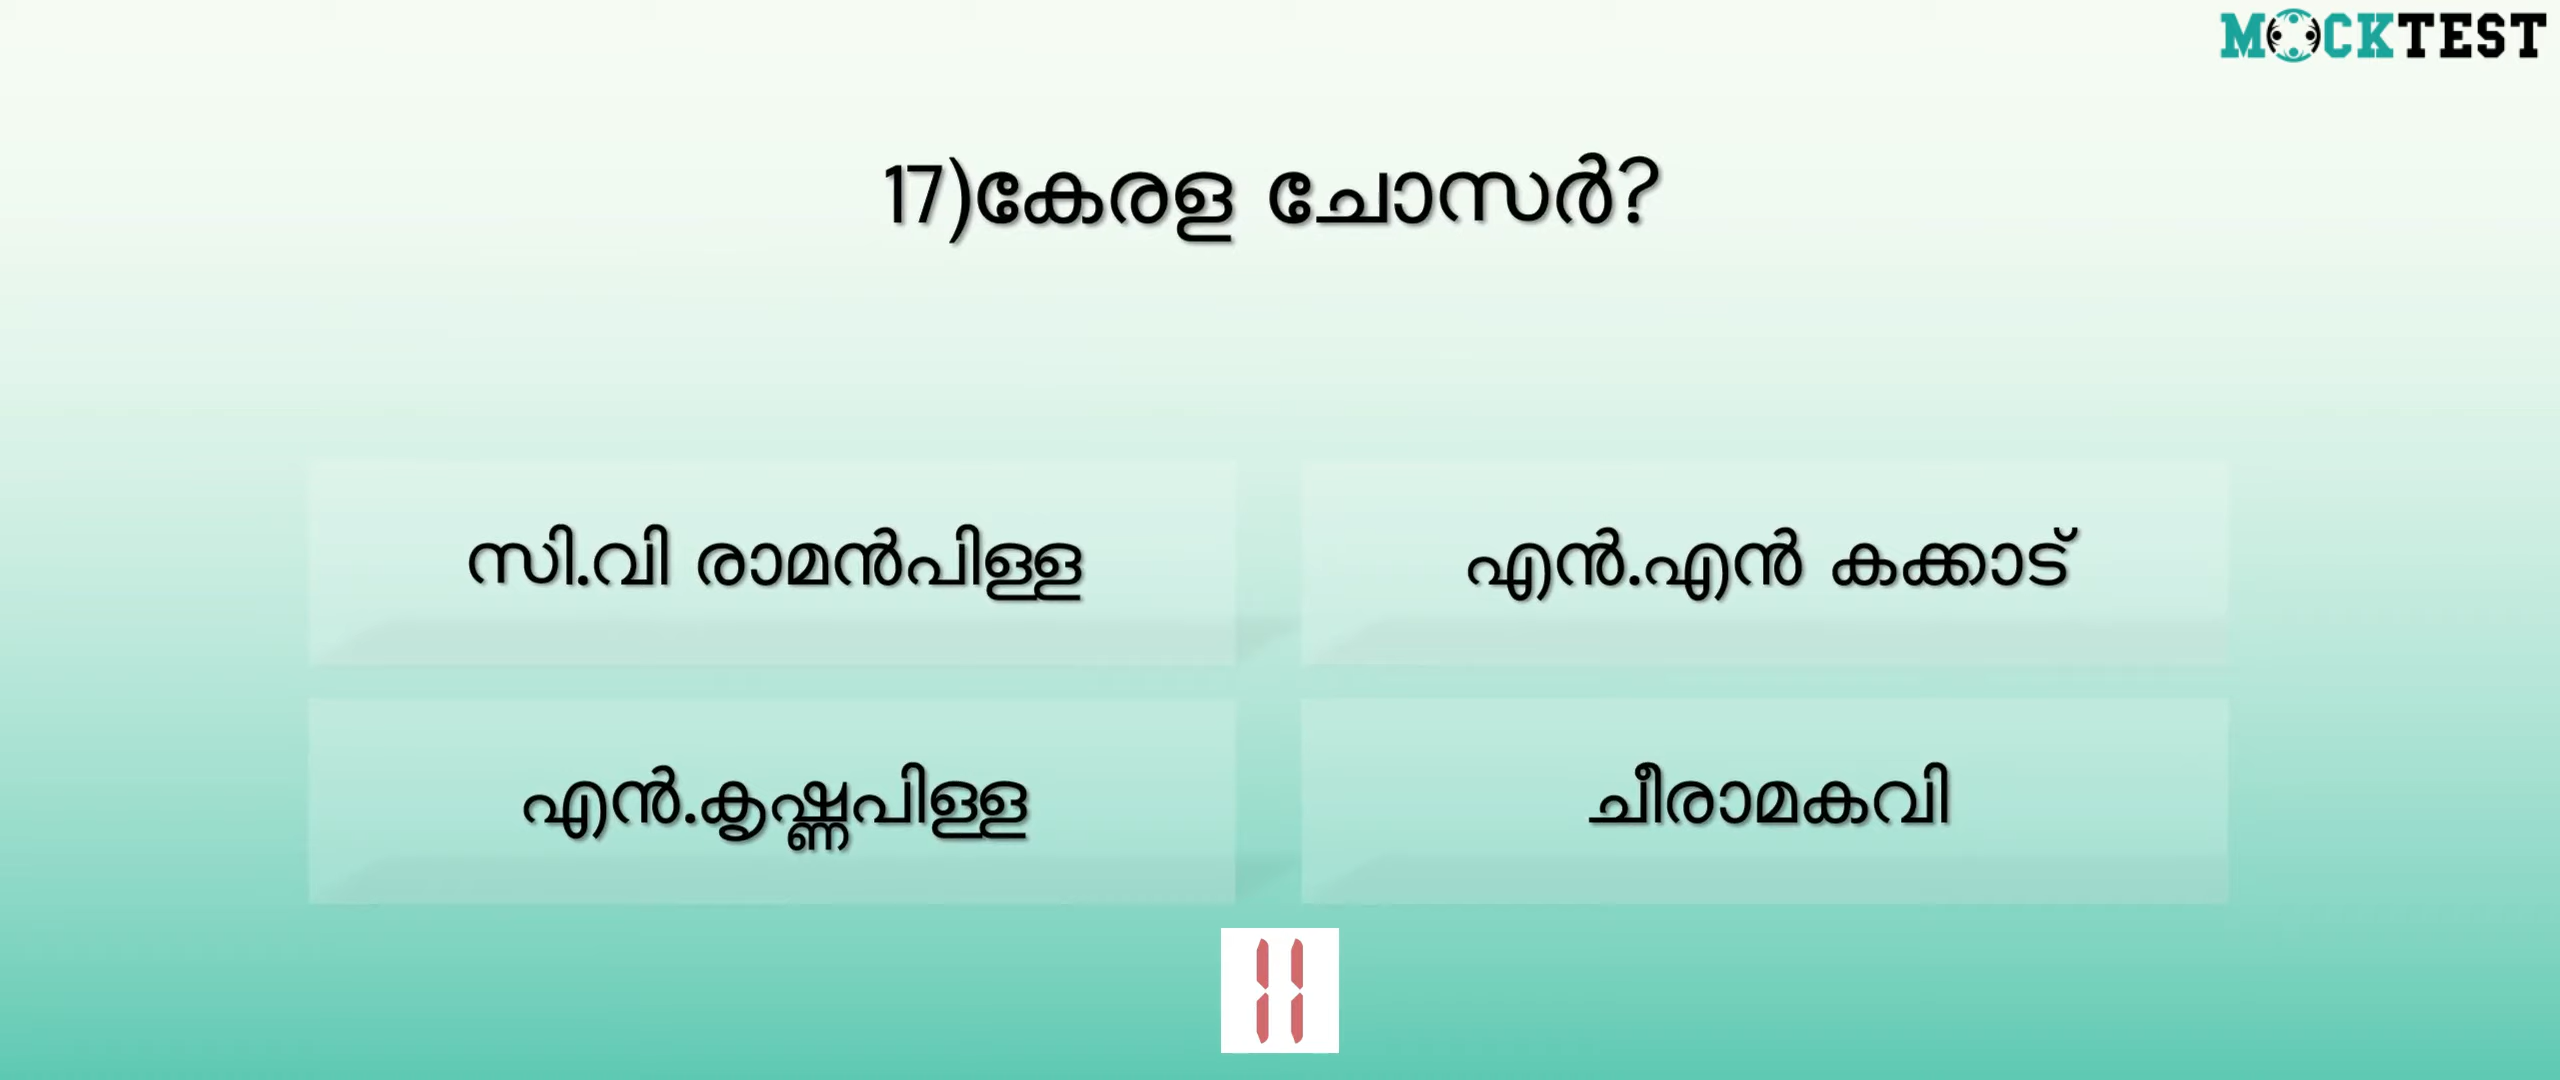 MOCKTEST
17)കേരള ചോസർ?
സി.വി രാമൻപിള്ള
എൻ.എൻ കക്കാട്
എൻ.കൃഷ്ണപിള്ള
ചീരാമകവി
11